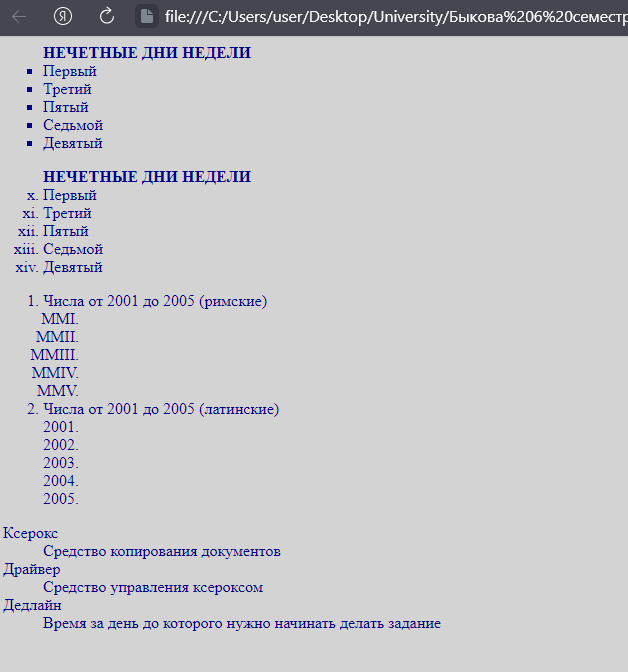 file:///C:/Users/user/Desktop/University/Быкова%206%20семестр
НЕЧЕТНЫЕ ДНИ НЕДЕЛИ
Первый
Третий
Пятый
Седьмой
Девятый
НЕЧЕТНЫЕ ДНИ НЕДЕЛИ
x. Первый
xi. Третий
xii. Пятый
xiii. Седьмой
xiv. Девятый
1. Числа от 2001 до 2005 (римские)
MMI.
MMII.
MMIII.
MMIV.
MMV.
2. Числа от 2001 до 2005 (латинские)
2001.
2002.
2003.
2004.
2005.
Ксерокс
Средство копирования документов
Драйвер
Средство управления ксероксом
Дедлайн
Время за день до которого нужно начинать делать задание